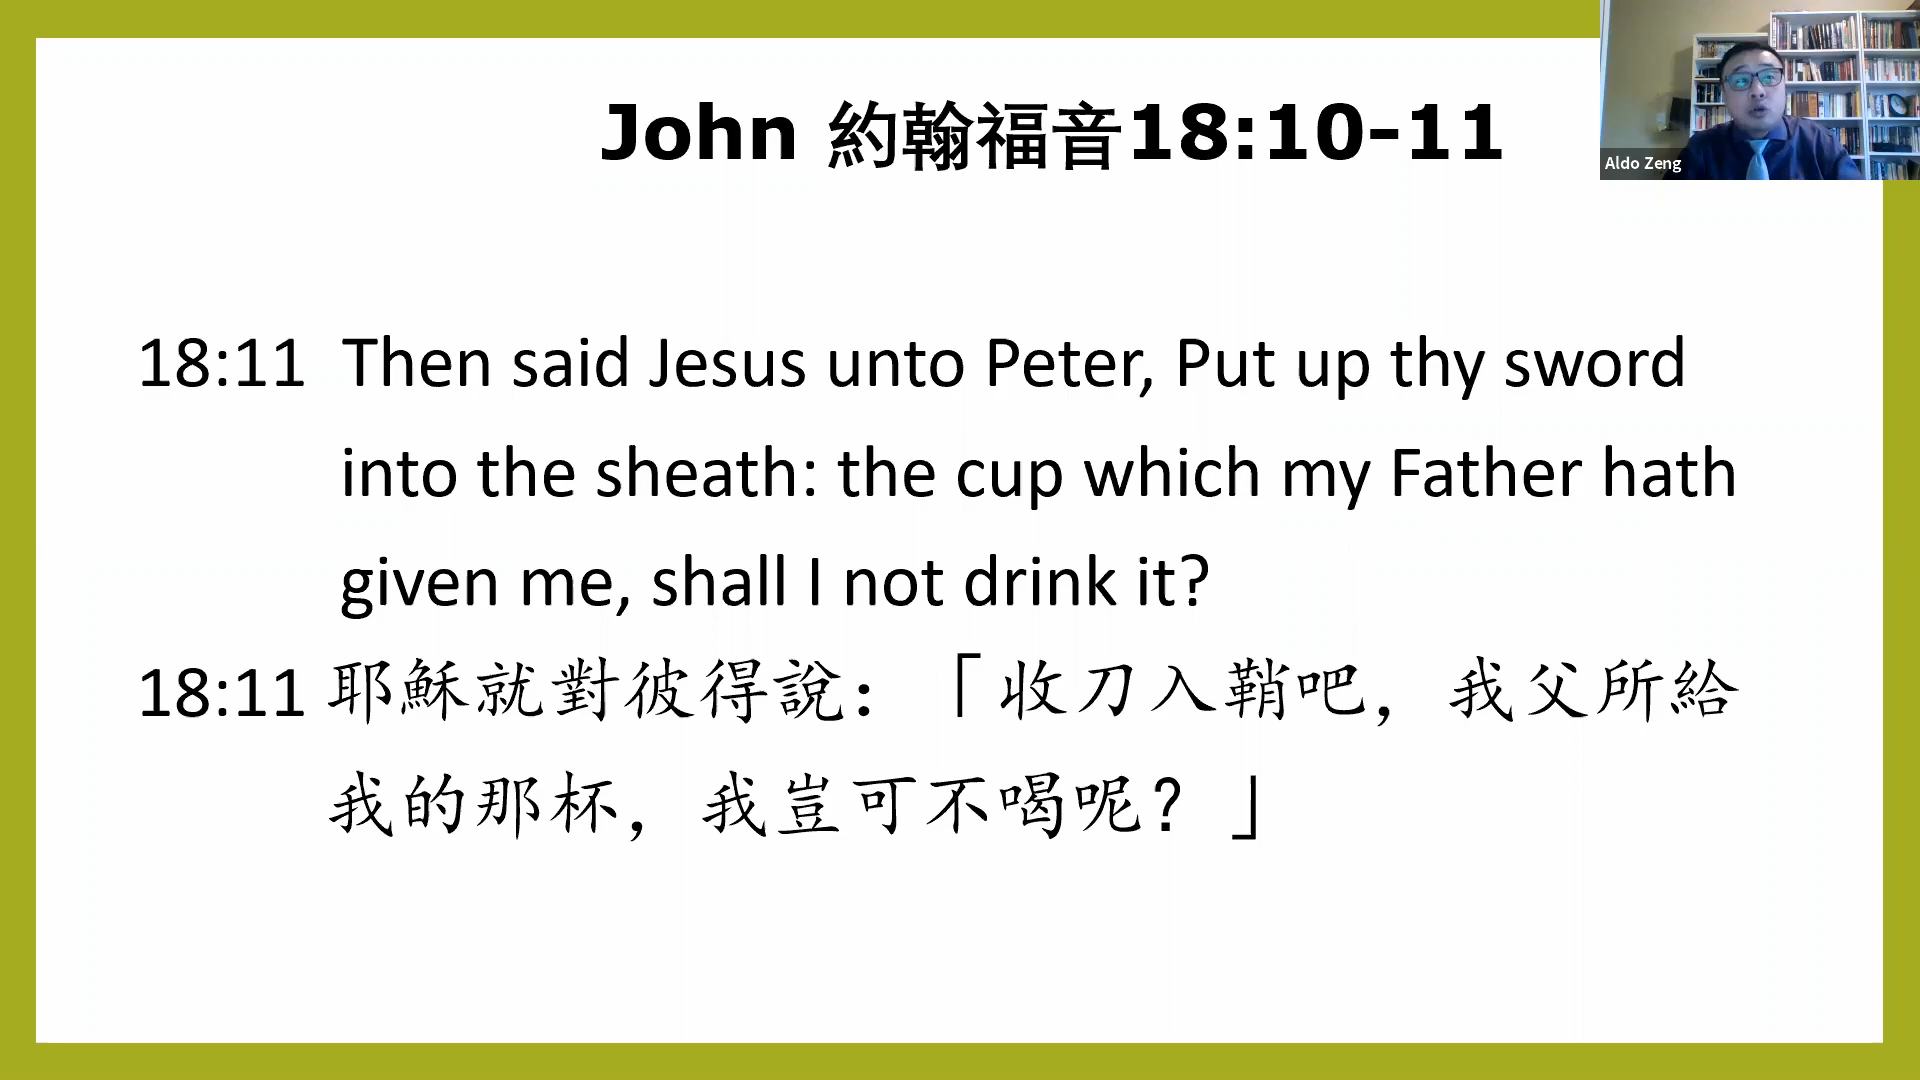 John 約翰福音18:10-11
Aldo Zeng
18:11 Then said Jesus unto Peter, Put up thy sword
into the sheath: the cup which my Father hath
given me, shall I not drink it?
18:11 耶穌就對彼得說：「收刀入鞘吧，我父所給
我的那杯，我豈可不喝呢？」